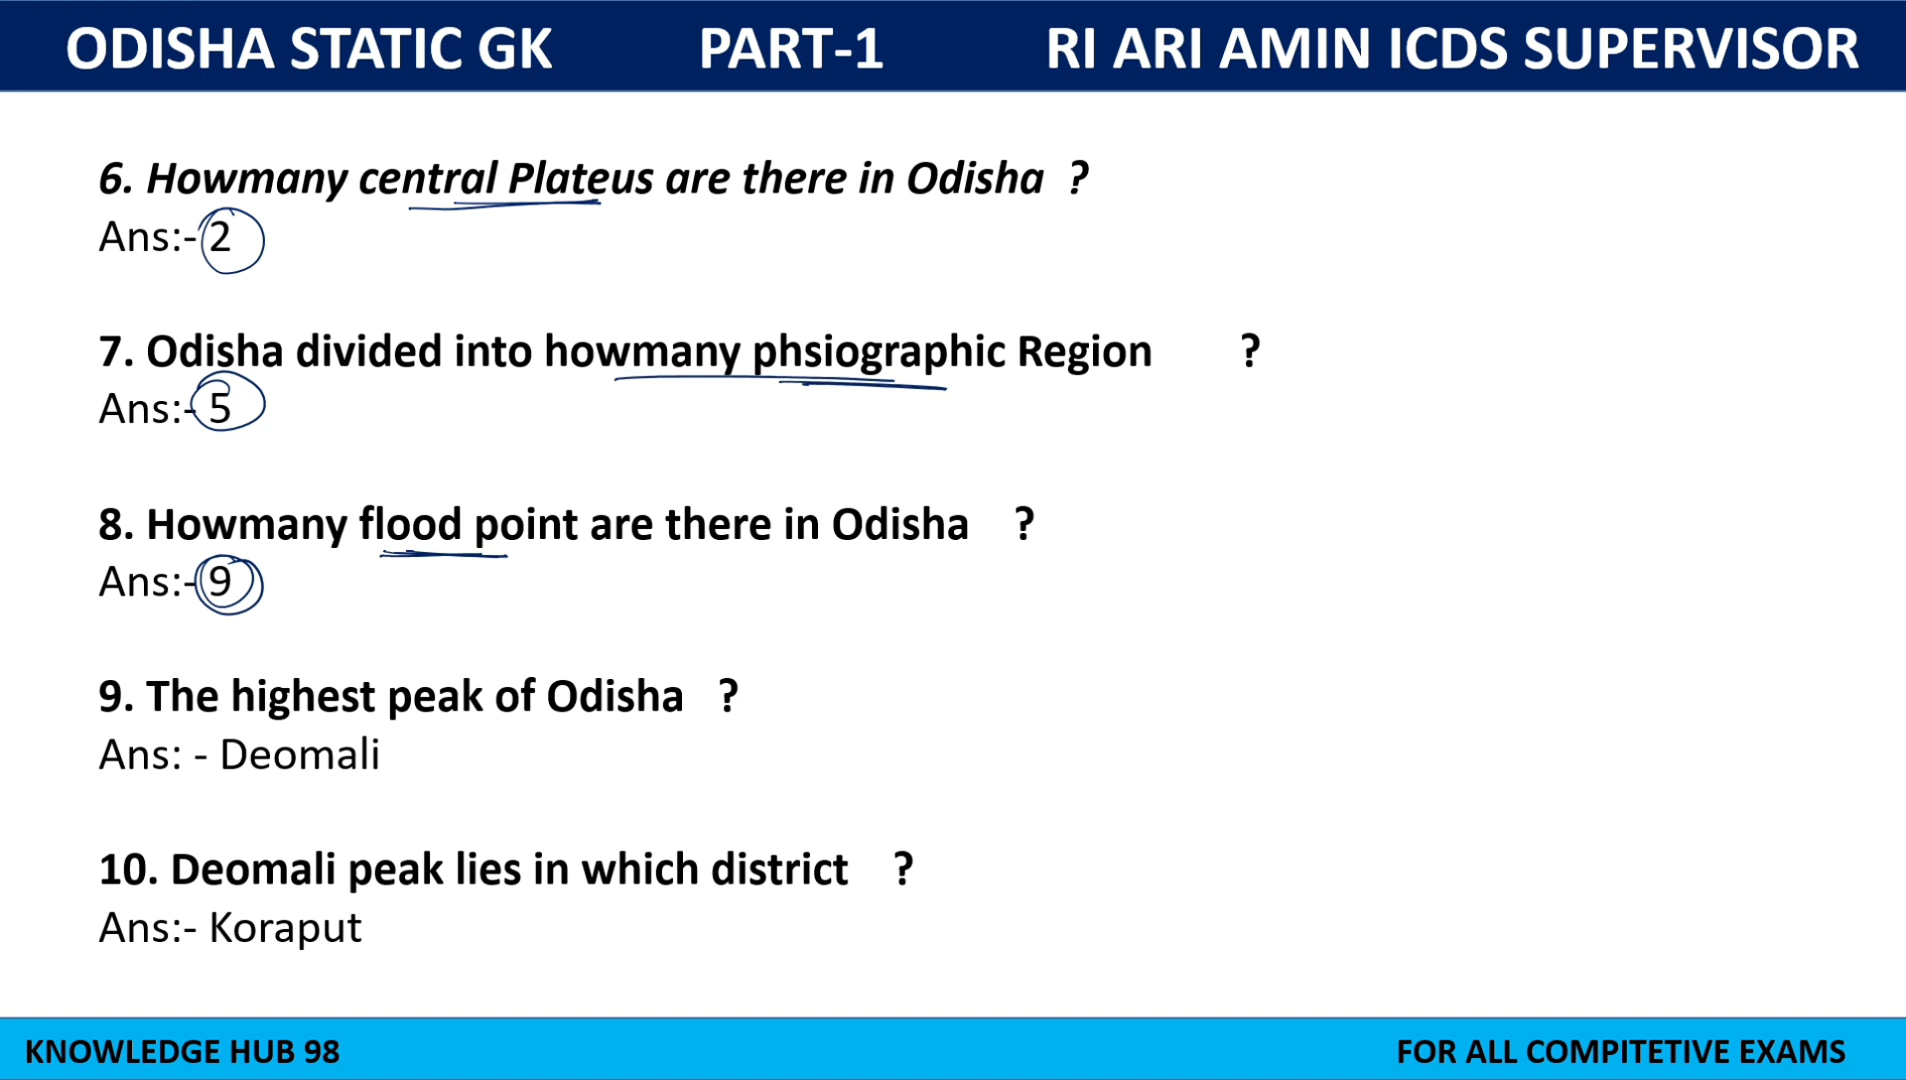 ODISHA STATIC GK PART-1 RI ARI AMIN ICDS SUPERVISOR
6. Howmany central Plateus are there in Odisha ?
Ans:- 2
7. Odisha divided into howmany phsiographic Region ?
Ans:- 5
8. Howmany flood point are there in Odisha ?
Ans:- 9
9. The highest peak of Odisha ?
Ans: - Deomali
10. Deomali peak lies in which district ?
Ans:- Koraput
KNOWLEDGE HUB 98 FOR ALL COMPITETIVE EXAMS